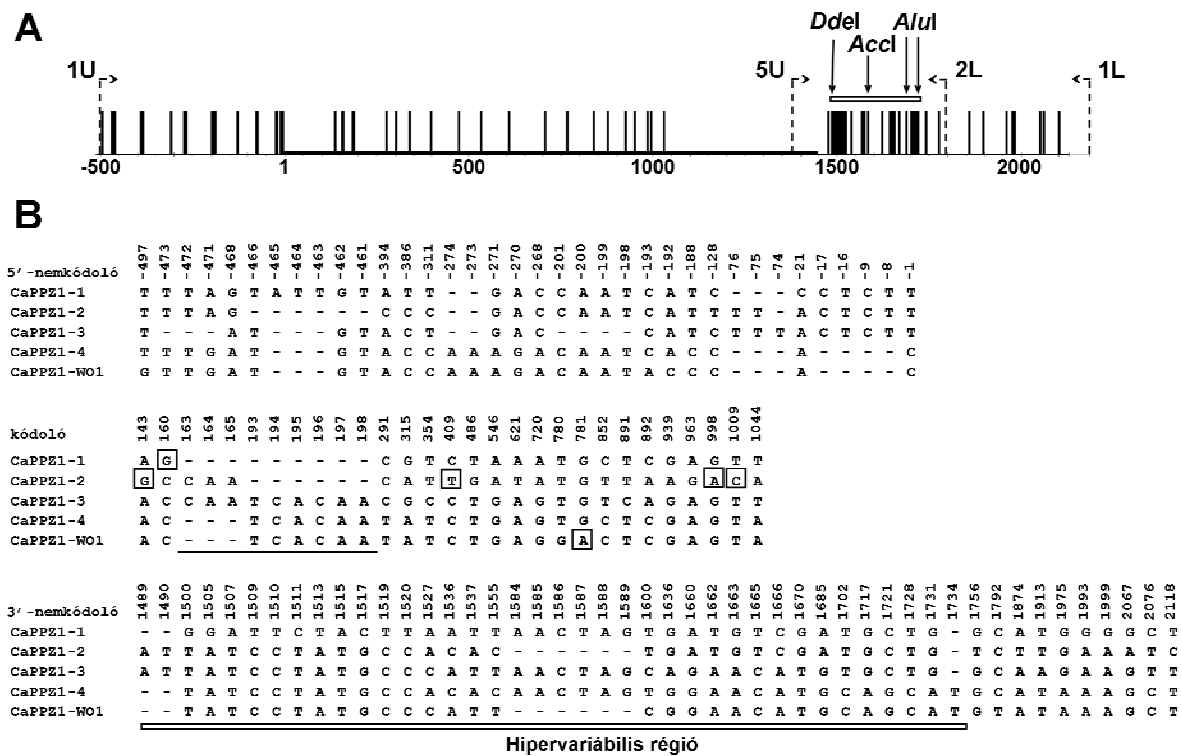 A
1U
5U
DdeI
AccI
AluI
2L
1L
-500 1 500 1000 1500 2000
B
5'-nemkódoló -497 -473 -472 -471 -468 -466 -465 -464 -463 -462 -461 -394 -386 -311 -274 -273 -271 -270 -268 -201 -200 -199 -198 -193 -192 -188 -128 -76 -75 -74 -21 -17 -16 -9 -8 -1
CaPPZ1-1 T T T A G T A T T G T A T T - - G A C C A A T C A T C - - - C C T C T T
CaPPZ1-2 T T T A G - - - - - - C C C - - G A C C A A T C A T T T T - A C T C T T
CaPPZ1-3 T - - - A T - - - G T A C T - - G A C - - - - C A T C T T T A C T C T T
CaPPZ1-4 T T T G A T - - - G T A C C A A A G A C A A T C A C C - - - A - - - - C
CaPPZ1-WO1 G T T G A T - - - G T A C C A A A G A C A A T A C C C - - - A - - - - C
kódoló 143 160 163 164 165 193 194 195 196 197 198 291 315 354 409 486 546 621 720 780 781 852 891 892 939 963 998 1009 1044
CaPPZ1-1 A G - - - - - - - - - C G T C T A A A T G C T C G A G T T
CaPPZ1-2 G C C A A - - - - - - C A T T G A T A T G T T A A G A C A
CaPPZ1-3 A C C A A T C A C A A C G C C T G A G T G T C A G A G T T
CaPPZ1-4 A C - - - T C A C A A T A T C T G A G T G C T C G A G T A
CaPPZ1-WO1 A C - - - T C A C A A T A T C T G A G G A C T C G A G T A
3'-nemkódoló 1489 1490 1500 1507 1509 1510 1511 1513 1515 1517 1519 1520 1527 1536 1537 1555 1584 1585 1586 1587 1588 1589 1600 1636 1660 1662 1663 1665 1666 1670 1685 1702 1717 1721 1728 1731 1734 1756 1792 1874 1913 1975 1993 1999 2067 2076 2118
CaPPZ1-1 - - G G A T T C T A C T T A A T T A A C T A G T G A T G T C G A T G C T G - G C A T G G G G C T
CaPPZ1-2 A T T A T C C T A T G C C A C A C - - - - - - T G A T G T C G A T G C T G - T C T T G A A A T C
CaPPZ1-3 A T T A T C C T A T G C C C A T T A A C T A G C A G A A C A T G T G C T G - G C A A G A A G T T
CaPPZ1-4 - - T A T C C T A T G C C A C A C A A C T A G T G G A A C A T G C A G C A T G C A T A A A G C T
CaPPZ1-WO1 - - T A T C C T A T G C C C A T T - - - - - - C G G A A C A T G C A G C A T G T A T A A A G C T
Hipervariábilis régió